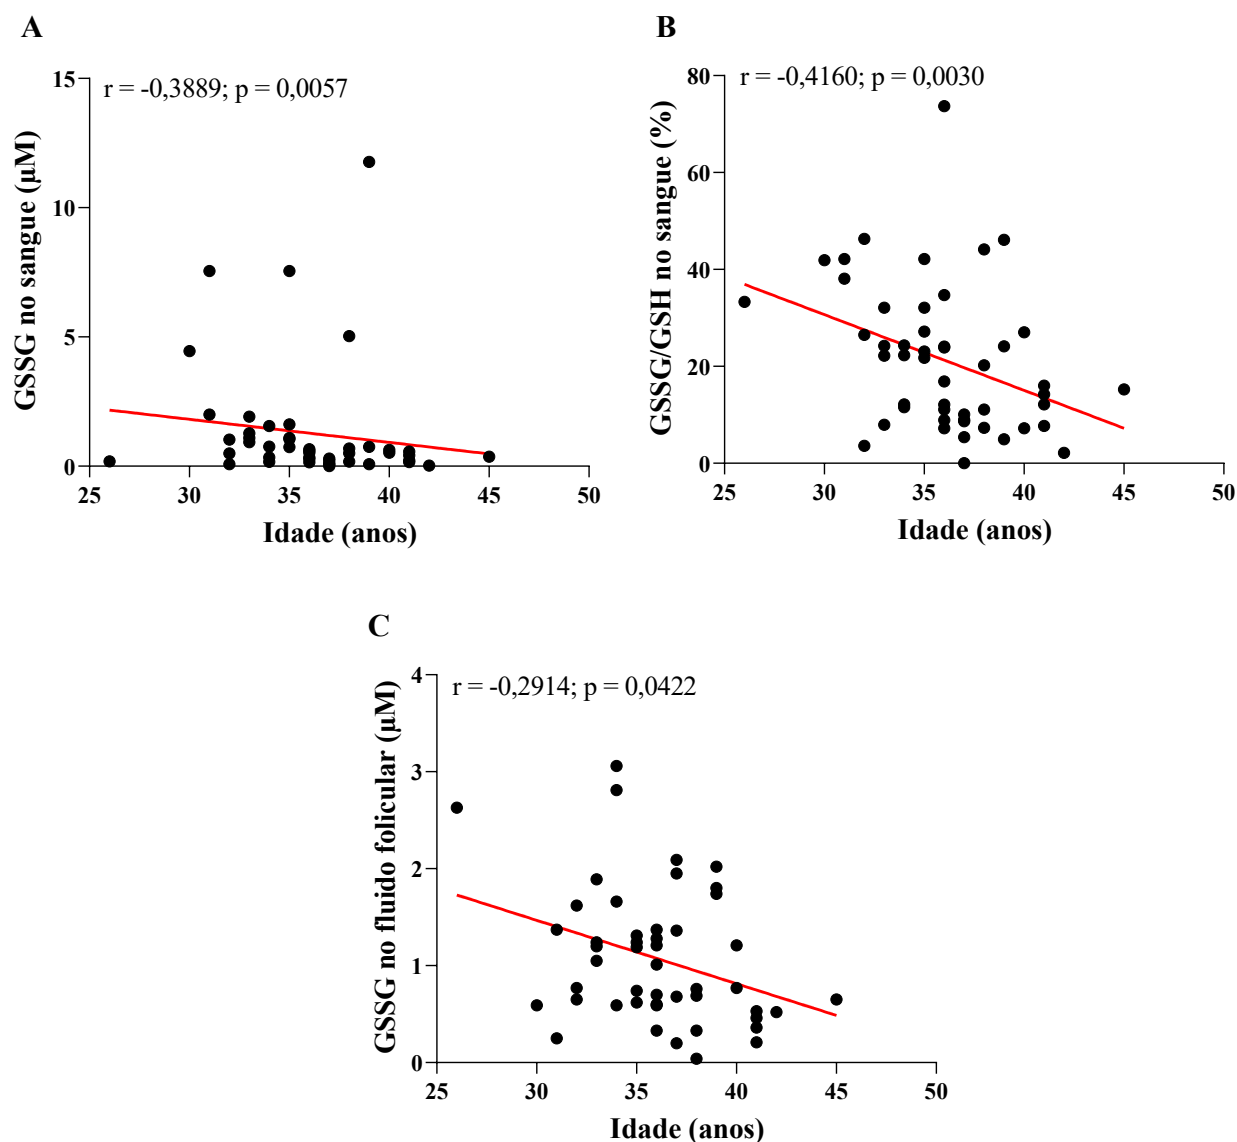 A
r = -0,3889; p = 0,0057
GSSG no sangue (µM)
15
10
5
0
25 30 35 40 45 50
Idade (anos)
B
r = -0,4160; p = 0,0030
GSSG/GSH no sangue (%)
80
60
40
20
0
25 30 35 40 45 50
Idade (anos)
C
r = -0,2914; p = 0,0422
GSSG no fluido folicular (µM)
4
3
2
1
0
25 30 35 40 45 50
Idade (anos)